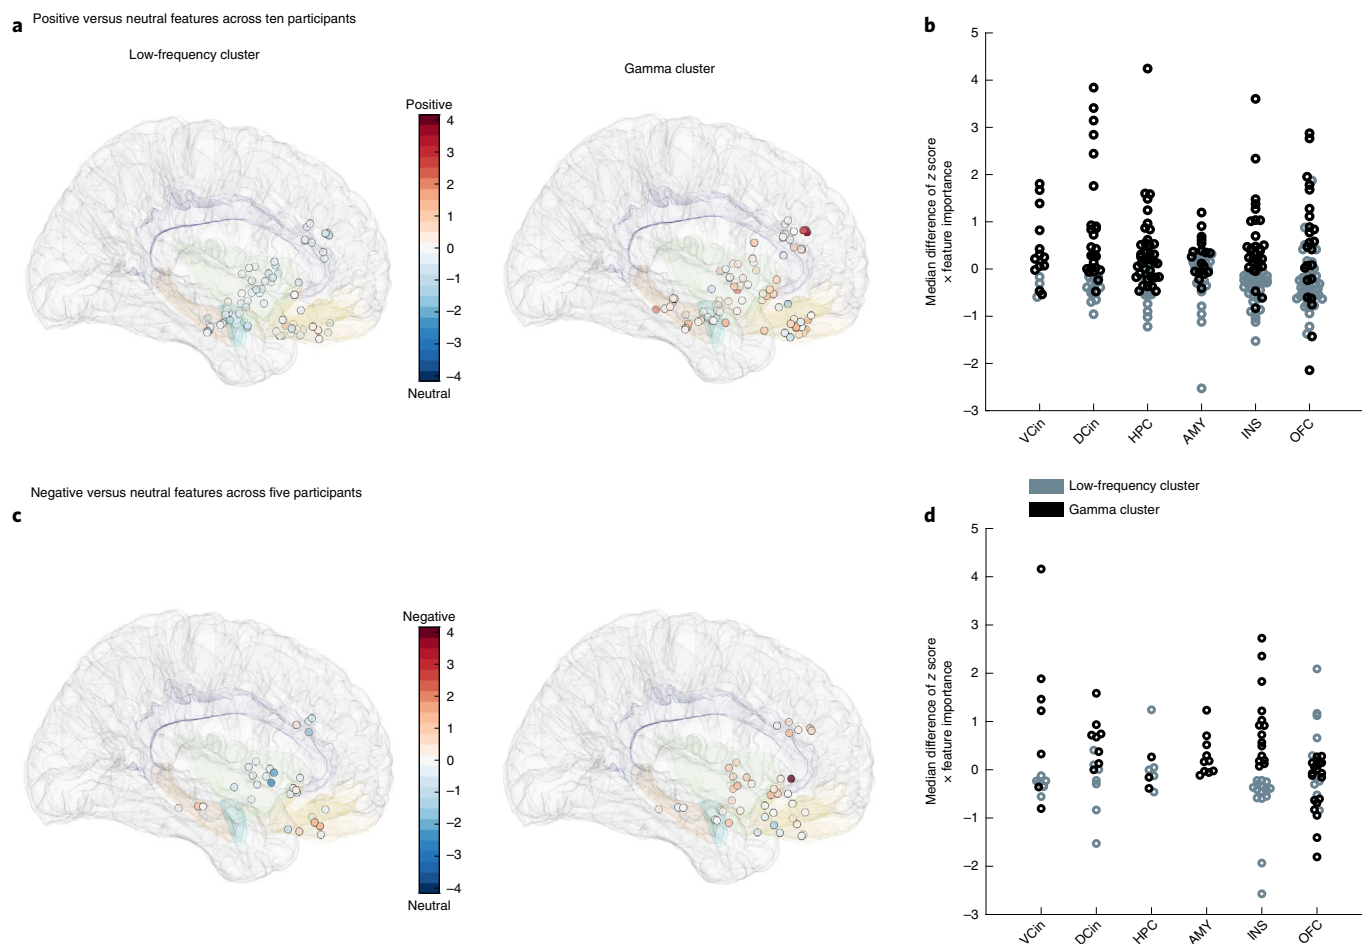 a Positive versus neutral features across ten participants
Low-frequency cluster
Gamma cluster
Positive
4
3
2
1
0
−1
−2
−3
−4
Neutral
b
Median difference of z score
× feature importance
5
4
3
2
1
0
−1
−2
−3
VCin
DCin
HPC
AMY
INS
OFC
Low-frequency cluster
Gamma cluster
Negative versus neutral features across five participants
c
Negative
4
3
2
1
0
−1
−2
−3
−4
Neutral
d
Median difference of z score
× feature importance
5
4
3
2
1
0
−1
−2
−3
VCin
DCin
HPC
AMY
INS
OFC